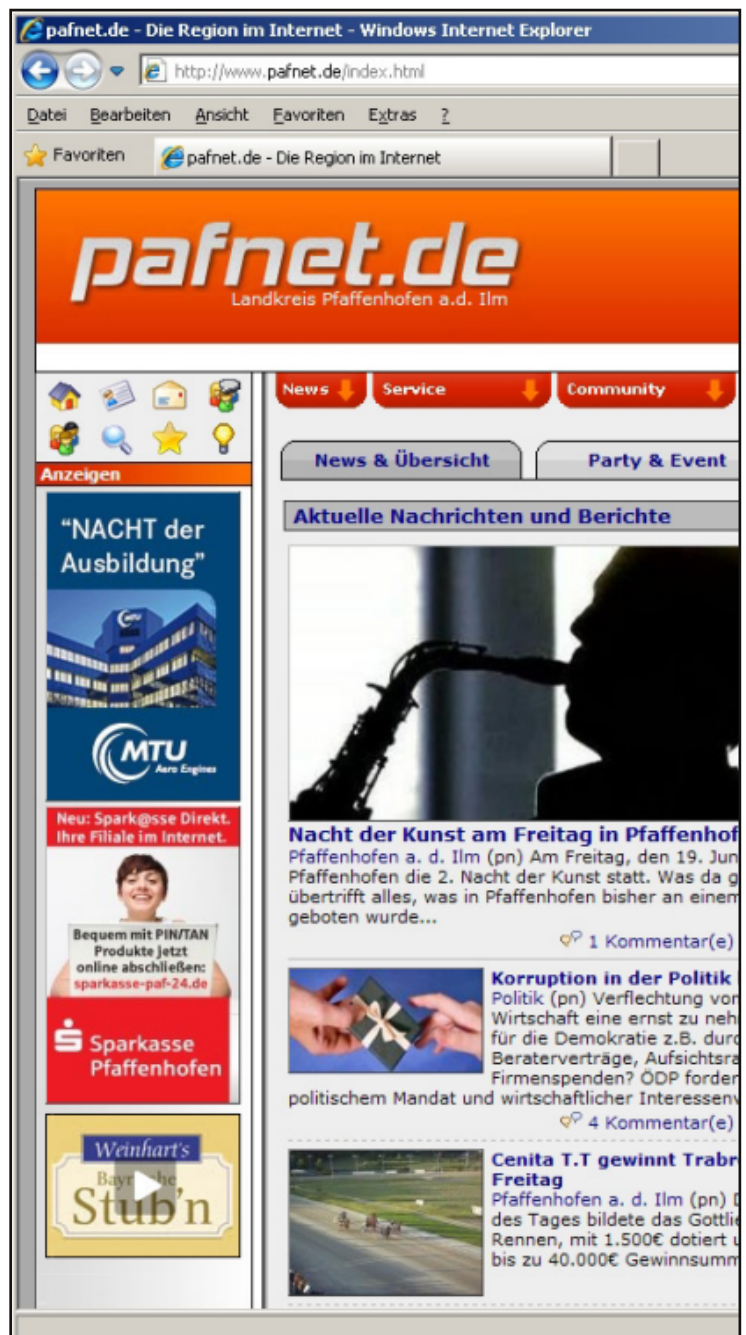 pafnet.de - Die Region im Internet - Windows Internet Explorer
http://www.pafnet.de/index.html
Datei Bearbeiten Ansicht Favoriten Extras ?
Favoriten
pafnet.de - Die Region im Internet
pafnet.de
Landkreis Pfaffenhofen a.d. Ilm
News Service Community
Anzeigen
"NACHT der
Ausbildung"
MTU
Aero Engines
Neu: Spark@sse Direkt.
Ihre Filiale im Internet.
Bequem mit PIN/TAN
Produkte jetzt
online abschließen:
sparkasse-paf-24.de
Sparkasse
Pfaffenhofen
Weinhart's
Stub'n
News & Übersicht Party & Event
Aktuelle Nachrichten und Berichte
Nacht der Kunst am Freitag in Pfaffenhof
Pfaffenhofen a. d. Ilm (pn) Am Freitag, den 19. Jun
Pfaffenhofen die 2. Nacht der Kunst statt. Was da g
übertrifft alles, was in Pfaffenhofen bisher an einem
geboten wurde...
1 Kommentar(e)
Korruption in der Politik
Politik (pn) Verflechtung von
Wirtschaft eine ernst zu neh
für die Demokratie z.B. durc
Beraterverträge, Aufsichtsra
Firmenspenden? ÖDP forder
politischem Mandat und wirtschaftlicher Interessenv
4 Kommentar(e)
Cenita T.T gewinnt Trabr
Freitag
Pfaffenhofen a. d. Ilm (pn) D
des Tages bildete das Gottlie
Rennen, mit 1.500€ dotiert u
bis zu 40.000€ Gewinnsumm